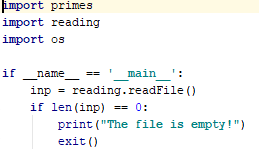 import primes
import reading
import os
if __name__ == '__main__':
inp = reading.readFile()
if len(inp) == 0:
print("The file is empty!")
exit()